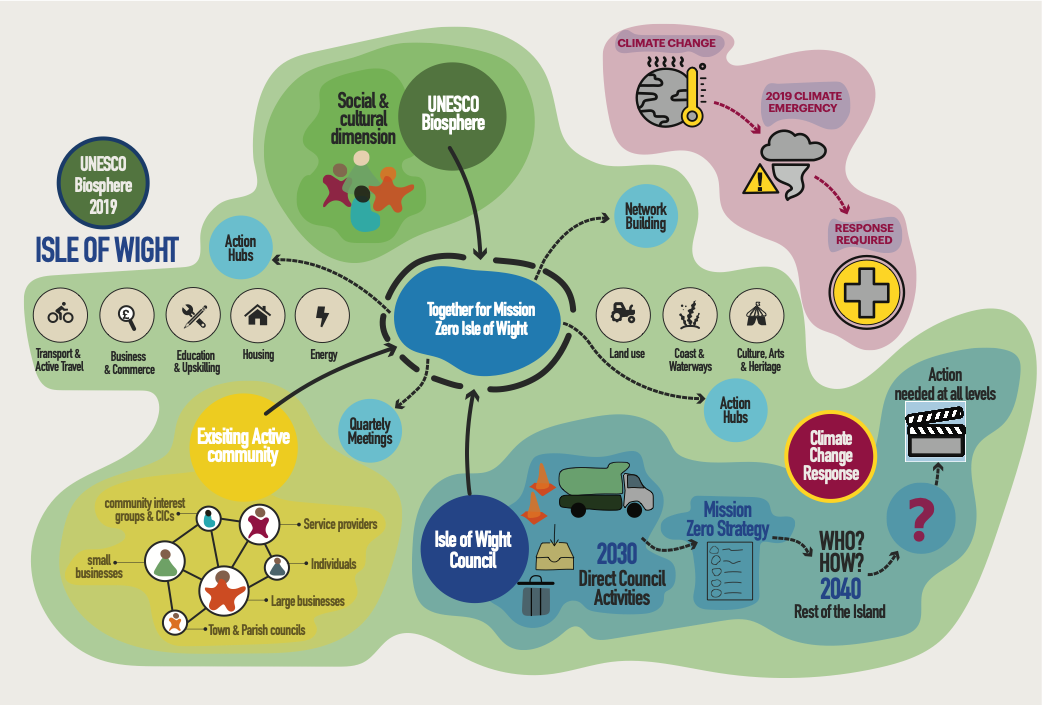 CLIMATE CHANGE
2019 CLIMATE
EMERGENCY
RESPONSE
REQUIRED
Social &
cultural
dimension
UNESCO
Biosphere
UNESCO
Biosphere
2019
ISLE OF WIGHT
Action
Hubs
Network
Building
Together for Mission
Zero Isle of Wight
Transport &
Active Travel
Business
& Commerce
Education
& Upskilling
Housing
Energy
Land use
Coast &
Waterways
Culture, Arts
& Heritage
Quartely
Meetings
Action
Hubs
Exisiting Active
community
community interest
groups & CICs
Service providers
small
businesses
Individuals
Large businesses
Town & Parish councils
Isle of Wight
Council
2030
Direct Council
Activities
Mission
Zero Strategy
WHO?
HOW?
2040
Rest of the Island
Climate
Change
Response
?
Action
needed at all levels